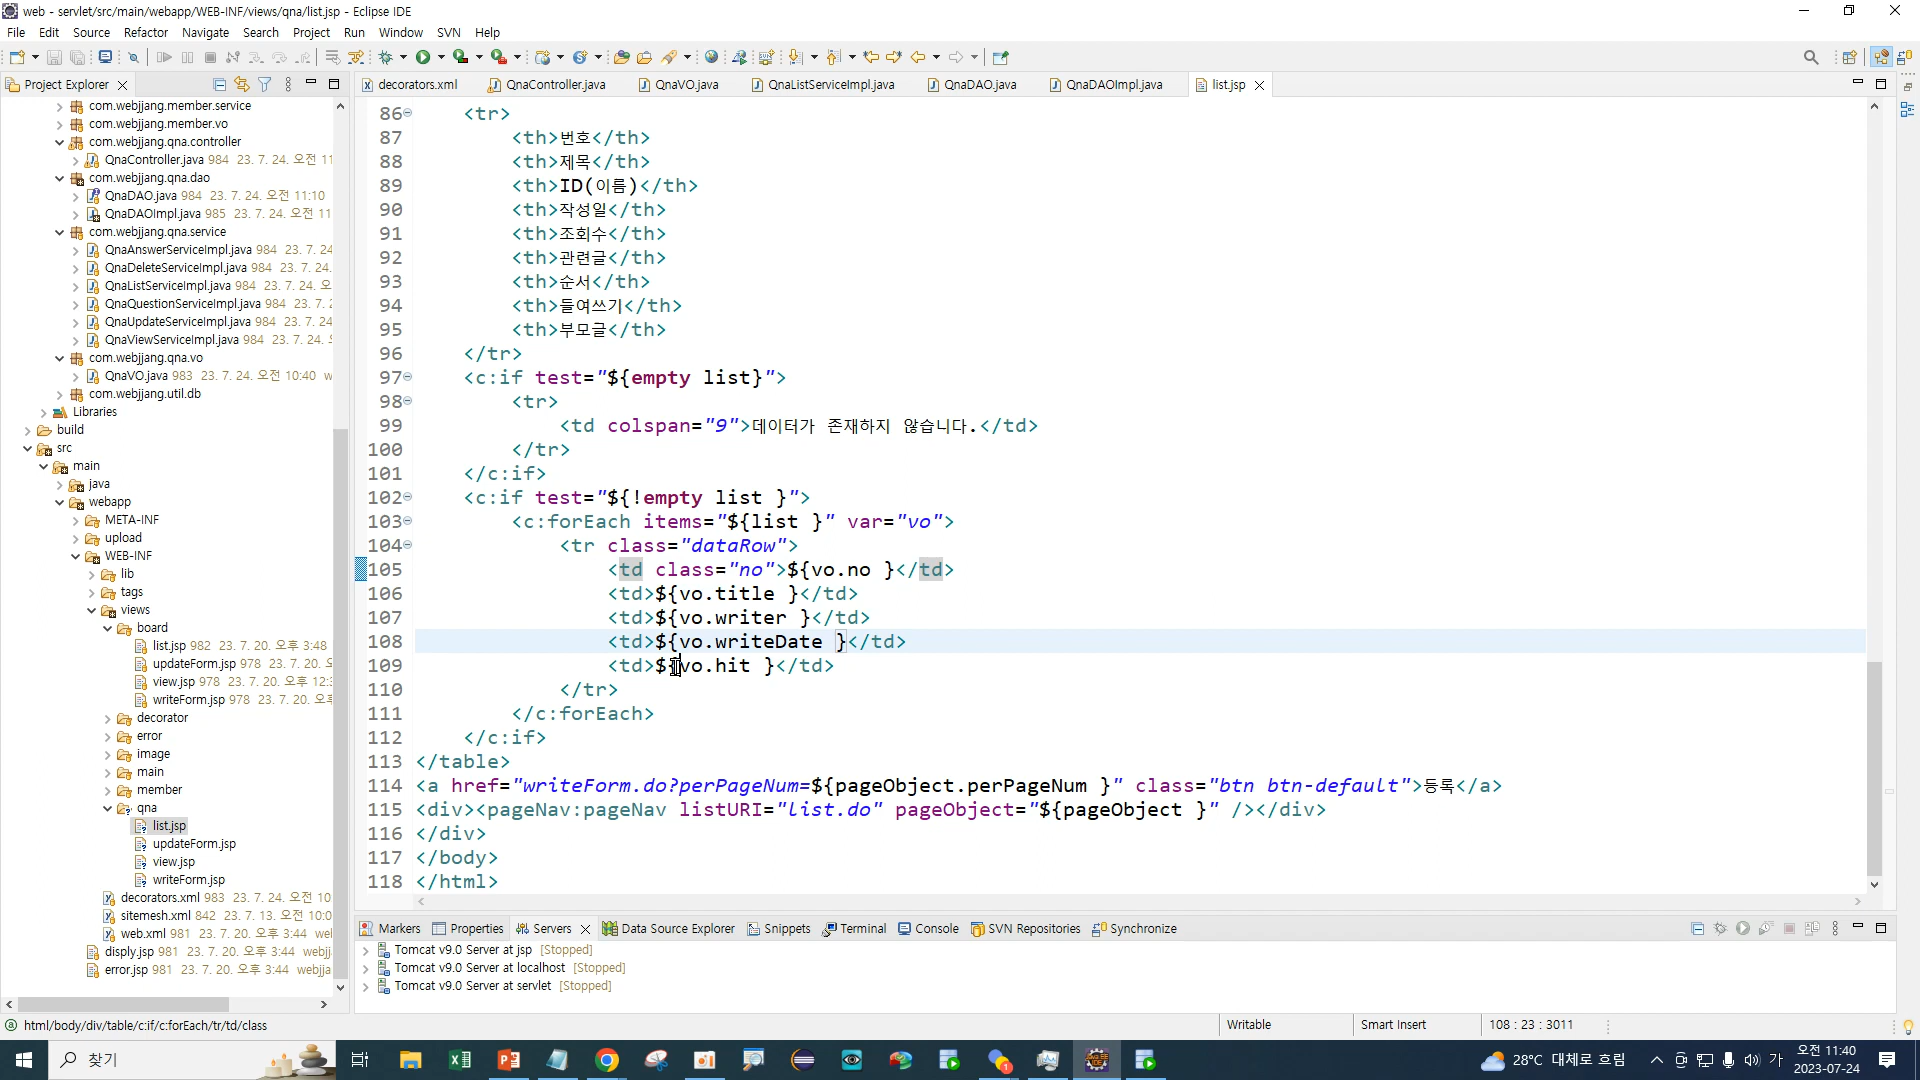 web - servlet/src/main/webapp/WEB-INF/views/qna/list.jsp - Eclipse IDE
File Edit Source Refactor Navigate Search Project Run Window SVN Help
Project Explorer
decorators.xml QnaController.java QnaVO.java QnaListServiceImpl.java QnaDAO.java QnaDAOImpl.java list.jsp
com.webjjang.member.service
com.webjjang.member.vo
com.webjjang.qna.controller
QnaController.java 984 23. 7. 24. 오전 11
com.webjjang.qna.dao
QnaDAO.java 984 23. 7. 24. 오전 11:10
QnaDAOImpl.java 985 23. 7. 24. 오전 11
com.webjjang.qna.service
QnaAnswerServiceImpl.java 984 23. 7. 24
QnaDeleteServiceImpl.java 984 23. 7. 24.
QnaListServiceImpl.java 984 23. 7. 24. 오
QnaQuestionServiceImpl.java 984 23. 7. 2
QnaUpdateServiceImpl.java 984 23. 7. 24
QnaViewServiceImpl.java 984 23. 7. 24.
com.webjjang.qna.vo
QnaVO.java 983 23. 7. 24. 오전 10:40 w
com.webjjang.util.db
Libraries
build
src
main
java
webapp
META-INF
upload
WEB-INF
lib
tags
views
board
list.jsp 982 23. 7. 20. 오후 3:48
updateForm.jsp 978 23. 7. 20. 오
view.jsp 978 23. 7. 20. 오후 12:3
writeForm.jsp 978 23. 7. 20. 오후
decorator
error
image
main
member
qna
list.jsp
updateForm.jsp
view.jsp
writeForm.jsp
decorators.xml 983 23. 7. 24. 오전 10
sitemesh.xml 842 23. 7. 13. 오전 10:0
web.xml 981 23. 7. 20. 오후 3:44 wel
disply.jsp 981 23. 7. 20. 오후 3:44 webjj
error.jsp 981 23. 7. 20. 오후 3:44 webjja
86 <tr>
87 <th>번호</th>
88 <th>제목</th>
89 <th>ID(이름)</th>
90 <th>작성일</th>
91 <th>조회수</th>
92 <th>관련글</th>
93 <th>순서</th>
94 <th>들여쓰기</th>
95 <th>부모글</th>
96 </tr>
97 <c:if test="${empty list}">
98 <tr>
99 <td colspan="9">데이터가 존재하지 않습니다.</td>
100 </tr>
101 </c:if>
102 <c:if test="${!empty list }">
103 <c:forEach items="${list }" var="vo">
104 <tr class="dataRow">
105 <td class="no">${vo.no }</td>
106 <td>${vo.title }</td>
107 <td>${vo.writer }</td>
108 <td>${vo.writeDate }</td>
109 <td>${vo.hit }</td>
110 </tr>
111 </c:forEach>
112 </c:if>
113 </table>
114 <a href="writeForm.do?perPageNum=${pageObject.perPageNum }" class="btn btn-default">등록</a>
115 <div><pageNav:pageNav listURI="list.do" pageObject="${pageObject }" /></div>
116 </div>
117 </body>
118 </html>
Markers Properties Servers Data Source Explorer Snippets Terminal Console SVN Repositories Synchronize
Tomcat v9.0 Server at jsp [Stopped]
Tomcat v9.0 Server at localhost [Stopped]
Tomcat v9.0 Server at servlet [Stopped]
html/body/div/table/c:if/c:forEach/tr/td/class Writable Smart Insert 108 : 23 : 3011
찾기
28°C 대체로 흐림
가
오전 11:40
2023-07-24